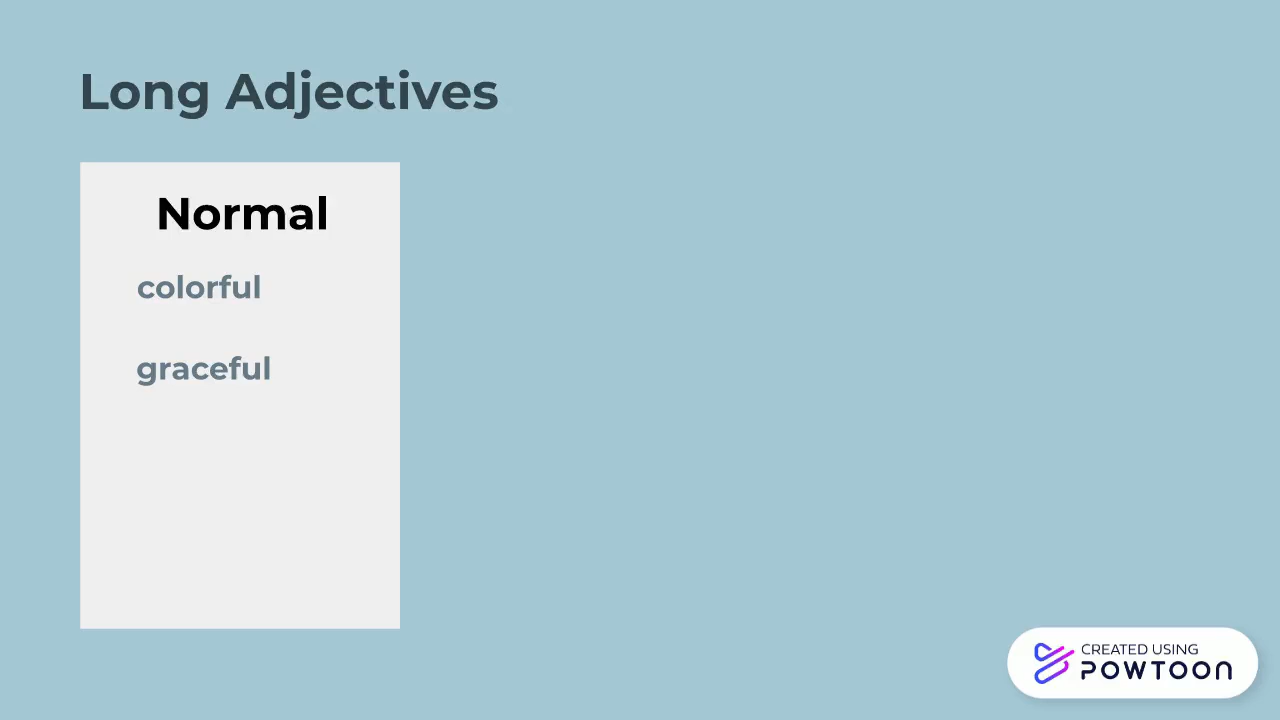 Long Adjectives
Normal
colorful
graceful
CREATED USING
POWTOON